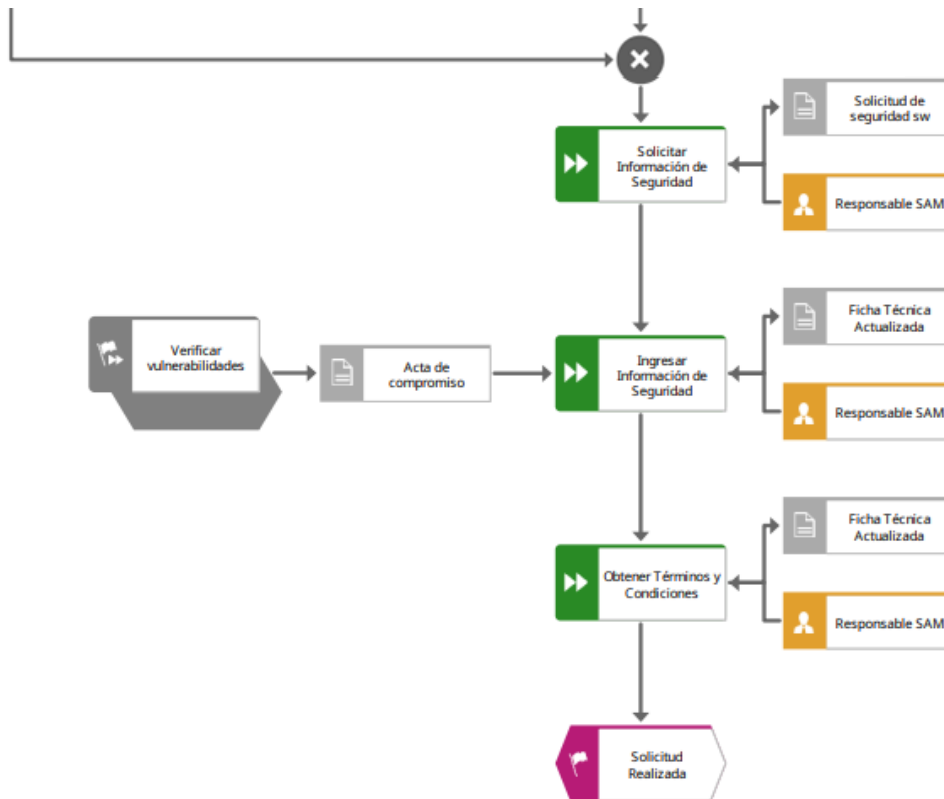 Solicitud de
seguridad sw
Solicitar
Información de
Seguridad
Responsable SAM
Ficha Técnica
Actualizada
Verificar
vulnerabilidades
Acta de
compromiso
Ingresar
Información de
Seguridad
Responsable SAM
Ficha Técnica
Actualizada
Obtener Términos y
Condiciones
Responsable SAM
Solicitud
Realizada